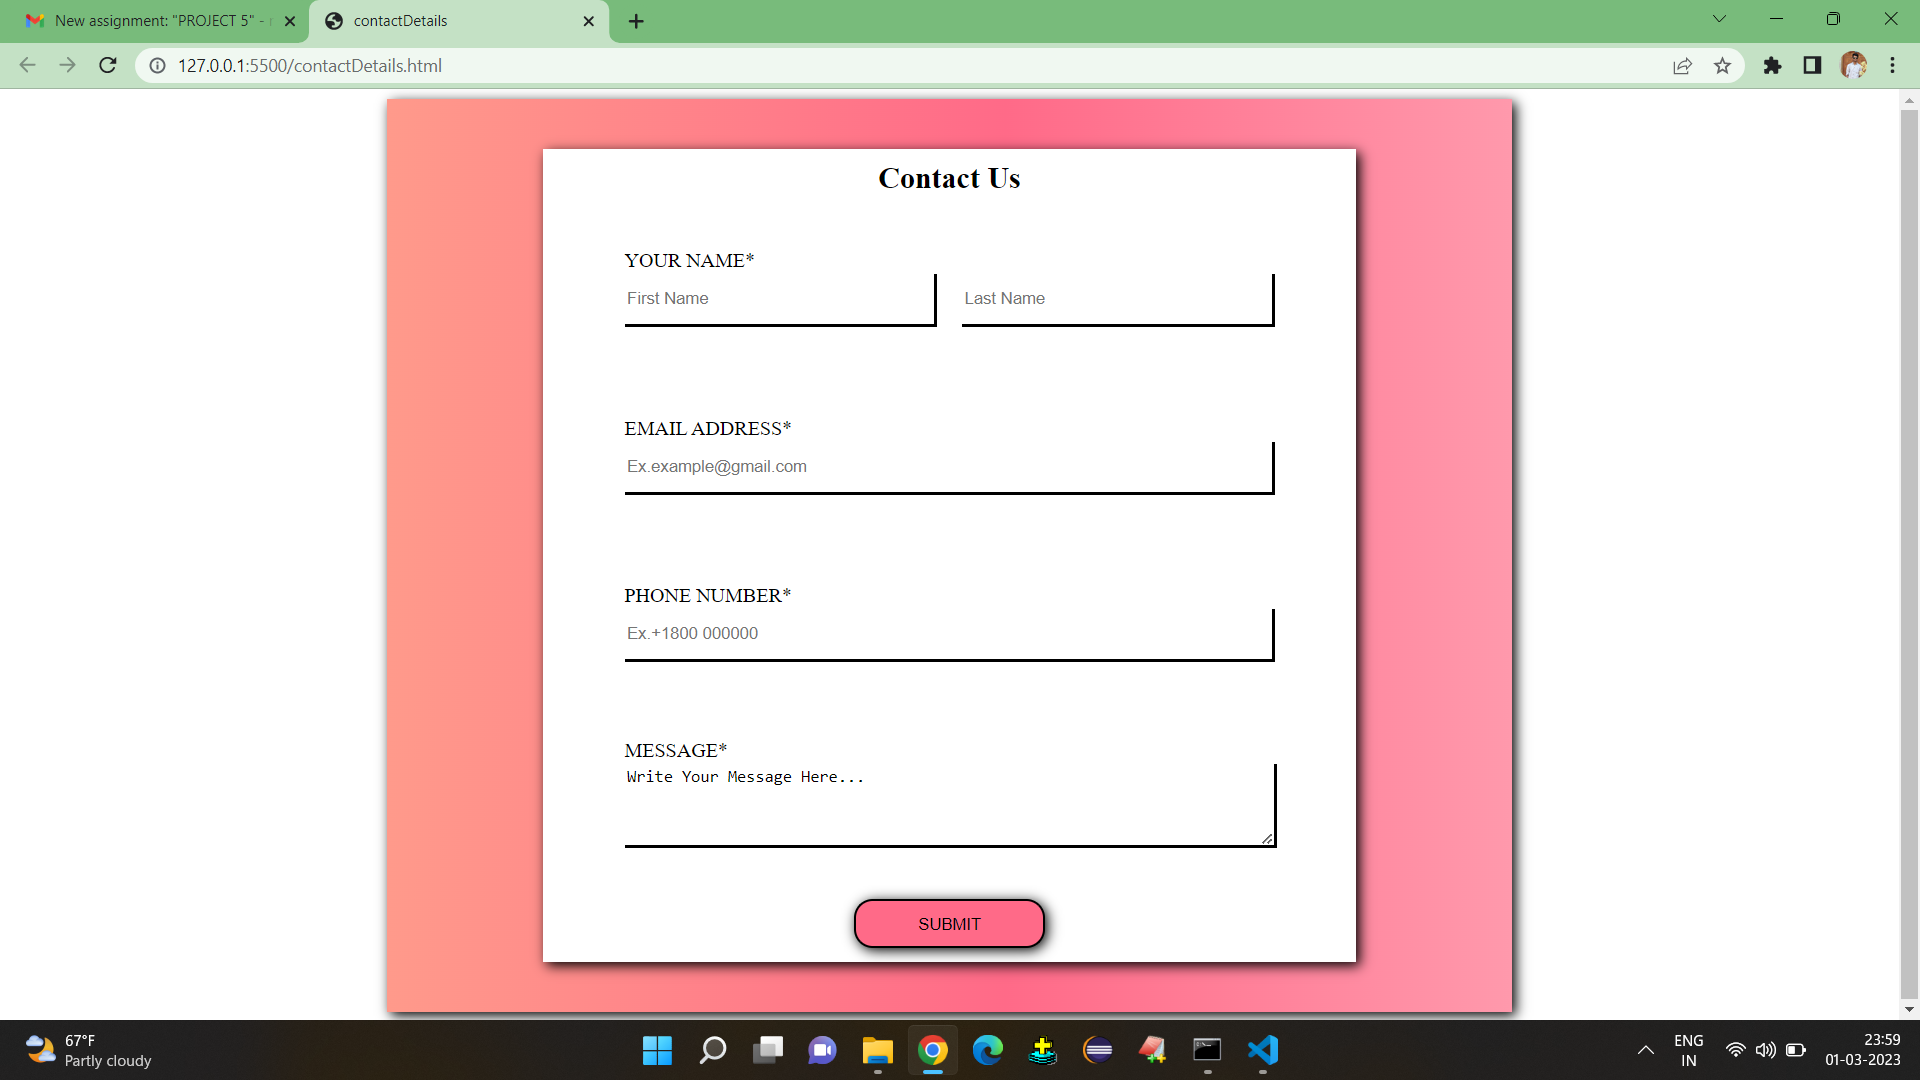 New assignment: "PROJECT 5" -
contactDetails
127.0.0.1:5500/contactDetails.html
Contact Us
YOUR NAME*
First Name
Last Name
EMAIL ADDRESS*
Ex.example@gmail.com
PHONE NUMBER*
Ex.+1800 000000
MESSAGE*
Write Your Message Here...
SUBMIT
67°F
Partly cloudy
ENG
IN
23:59
01-03-2023